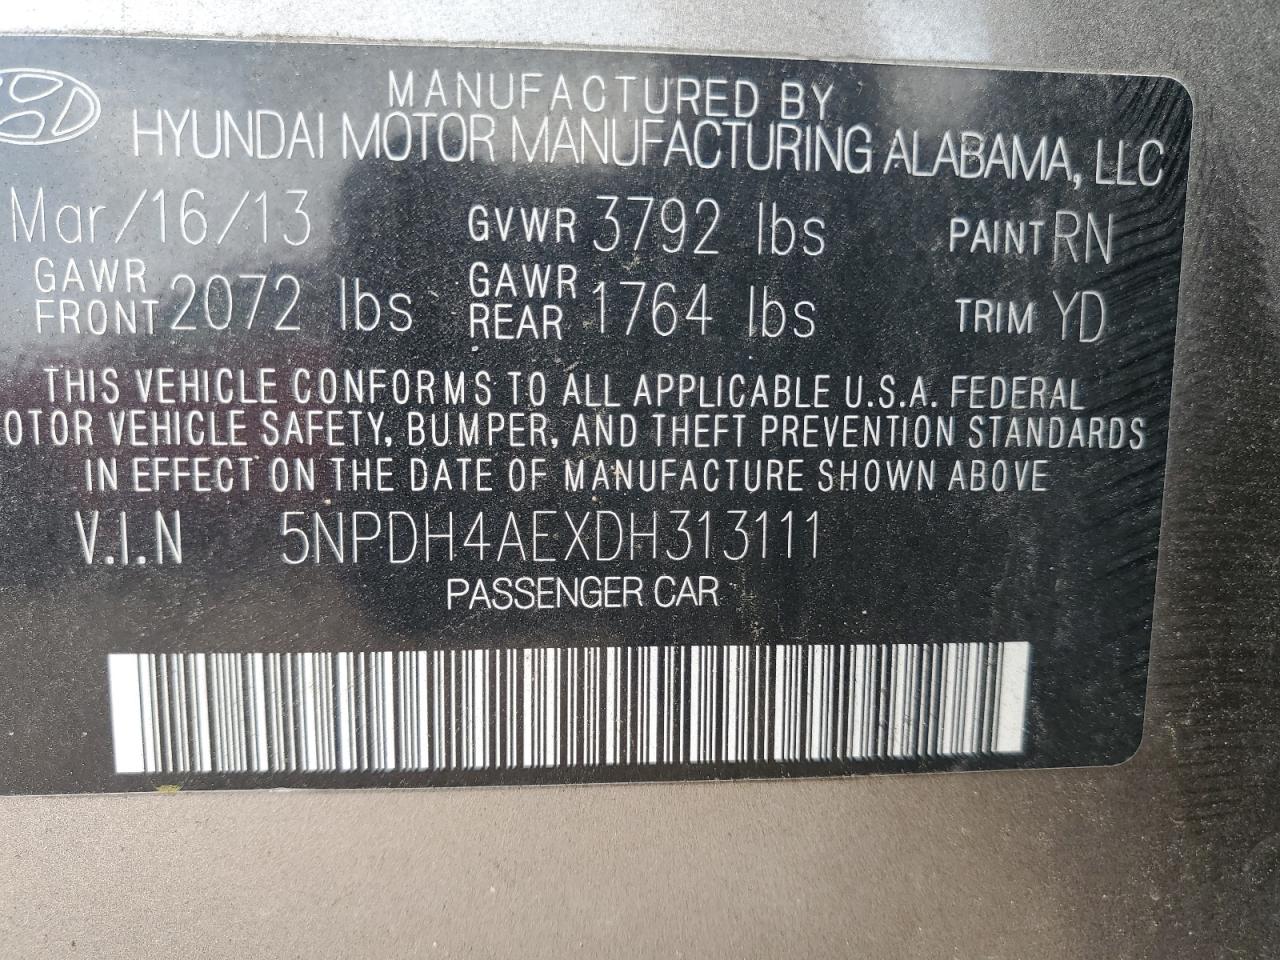 MANUFACTURED BY
HYUNDAI MOTOR MANUFACTURING ALABAMA, LLC
Mar/16/13 GVWR 3792 lbs PAINT RN
GAWR FRONT 2072 lbs GAWR REAR 1764 lbs TRIM YD
THIS VEHICLE CONFORMS TO ALL APPLICABLE U.S.A. FEDERAL
OTOR VEHICLE SAFETY, BUMPER, AND THEFT PREVENTION STANDARDS
IN EFFECT ON THE DATE OF MANUFACTURE SHOWN ABOVE
V.I.N 5NPDH4AEXDH313111
PASSENGER CAR